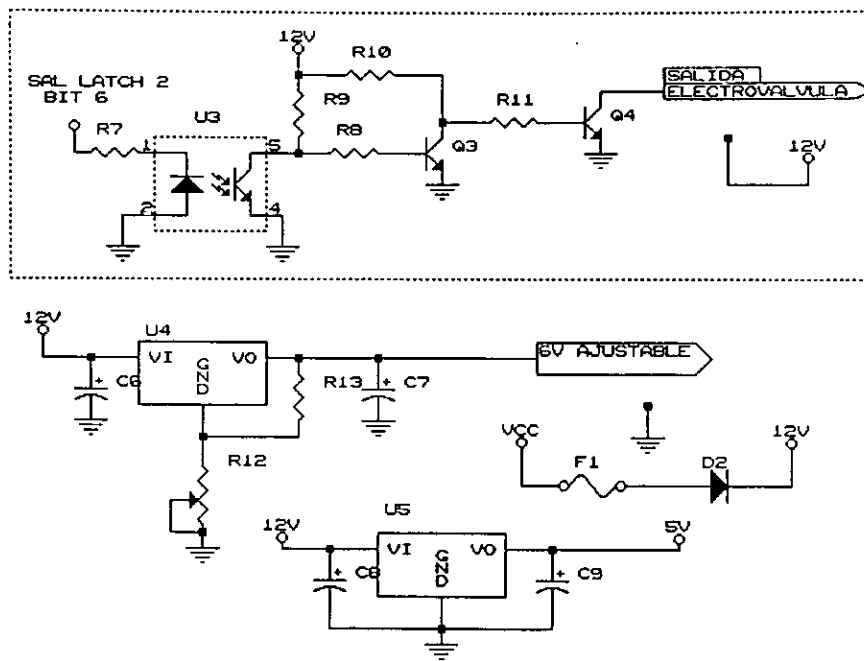 12V
R10
SAL LATCH 2
BIT 6
U3
R9
R11
SALIDA
ELECTROVALVULA
R7
1
5
R8
Q3
Q4
12V
2
4
12V
U4
VI
GND
VO
6V AJUSTABLE
C6
R13
C7
VCC
F1
D2
12V
R12
U5
12V
VI
GND
VO
5V
C8
C9